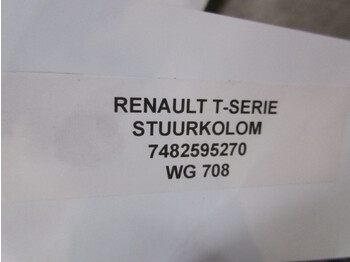 RENAULT T-SERIE
STUURKOLOM
7482595270
WG 708